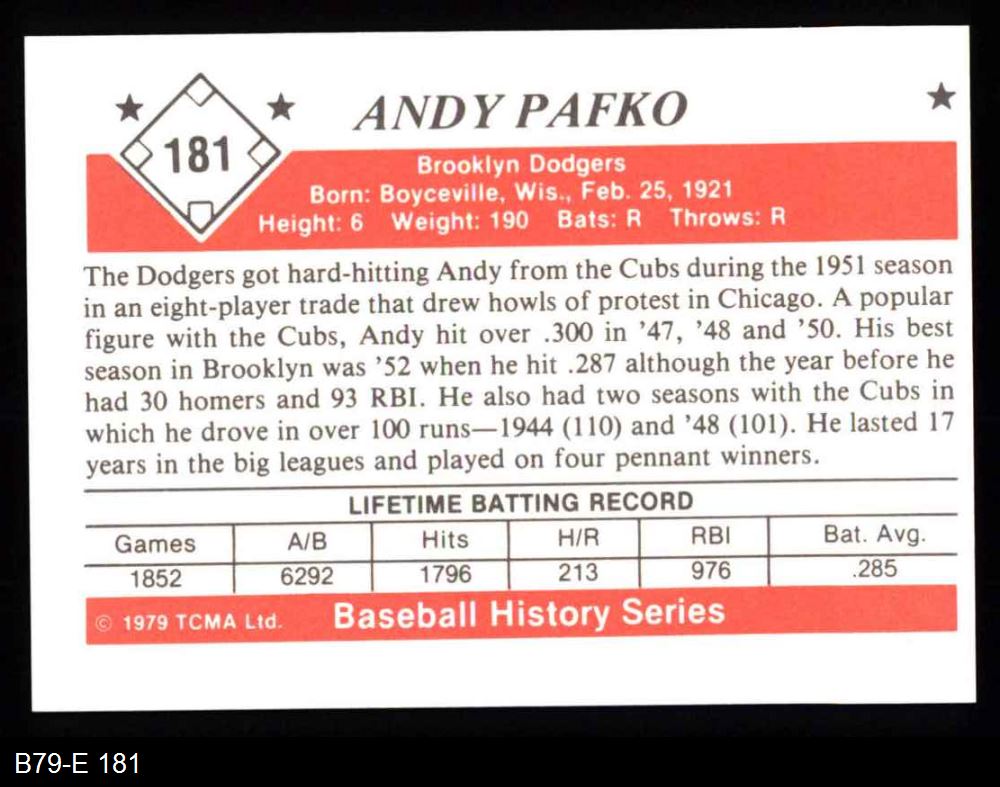 181
ANDY PAFKO
Brooklyn Dodgers
Born: Boyceville, Wis., Feb. 25, 1921
Height: 6 Weight: 190 Bats: R Throws: R
The Dodgers got hard-hitting Andy from the Cubs during the 1951 season
in an eight-player trade that drew howls of protest in Chicago. A popular
figure with the Cubs, Andy hit over .300 in '47, '48 and '50. His best
season in Brooklyn was '52 when he hit .287 although the year before he
had 30 homers and 93 RBI. He also had two seasons with the Cubs in
which he drove in over 100 runs—1944 (110) and '48 (101). He lasted 17
years in the big leagues and played on four pennant winners.
LIFETIME BATTING RECORD
Games A/B Hits H/R RBI Bat. Avg.
1852 6292 1796 213 976 .285
© 1979 TCMA Ltd. Baseball History Series
B79-E 181